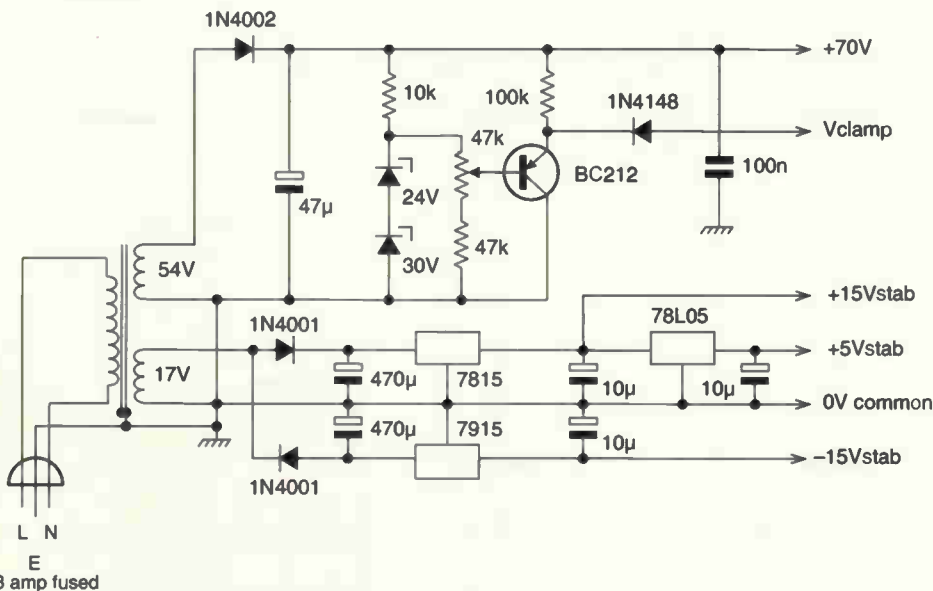 1N4002
+70V
10k
100k
1N4148
47k
Vclamp
BC212
100n
24V
47µ
47k
30V
54V
+15Vstab
1N4001
78L05
17V
+5Vstab
470µ
7815
10µ
10µ
0V common
470µ
7915
10µ
–15Vstab
1N4001
L N
E
3 amp fused